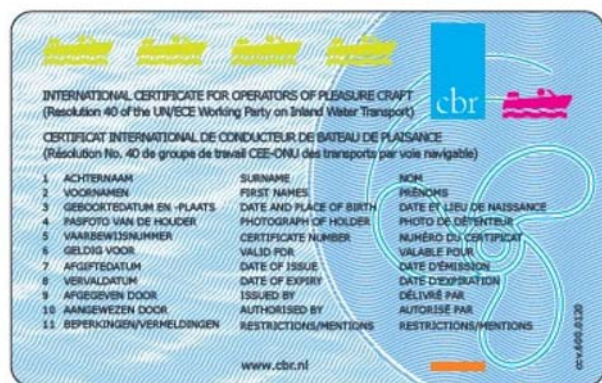 cbr
INTERNATIONAL CERTIFICATE FOR OPERATORS OF PLEASURE CRAFT
(Resolution 40 of the UN/ECE Working Party on Inland Water Transport)
CERTIFICAT INTERNATIONAL DE CONDUCTEUR DE BATEAU DE PLAISANCE
(Résolution No. 40 de groupe de travail CEE-ONU des transports par voie navigable)
1 ACHTERNAAM SURNAME NOM
2 VOORNAMEN FIRST NAMES PRÉNOMS
3 GEBOORTEDATUM EN -PLAATS DATE AND PLACE OF BIRTH DATE ET LIEU DE NAISSANCE
4 PASFOTO VAN DE HOUDER PHOTOGRAPH OF HOLDER PHOTO DE DÉTENTEUR
5 VAARBEWIJSNUMMER CERTIFICATE NUMBER NUMÉRO DU CERTIFICAT
6 GELDIG VOOR VALID FOR VALABLE POUR
7 AFGIFTEDATUM DATE OF ISSUE DATE D'ÉMISSION
8 VERVALDATUM DATE OF EXPIRY DATE D'EXPIRATION
9 AFGEGEVEN DOOR ISSUED BY DÉLIVRÉ PAR
10 AANGEWEZEN DOOR AUTHORISED BY AUTORISÉ PAR
11 BEPERKINGEN/VERMELDINGEN RESTRICTIONS/MENTIONS RESTRICTIONS/MENTIONS
www.cbr.nl
ccv.600.0120